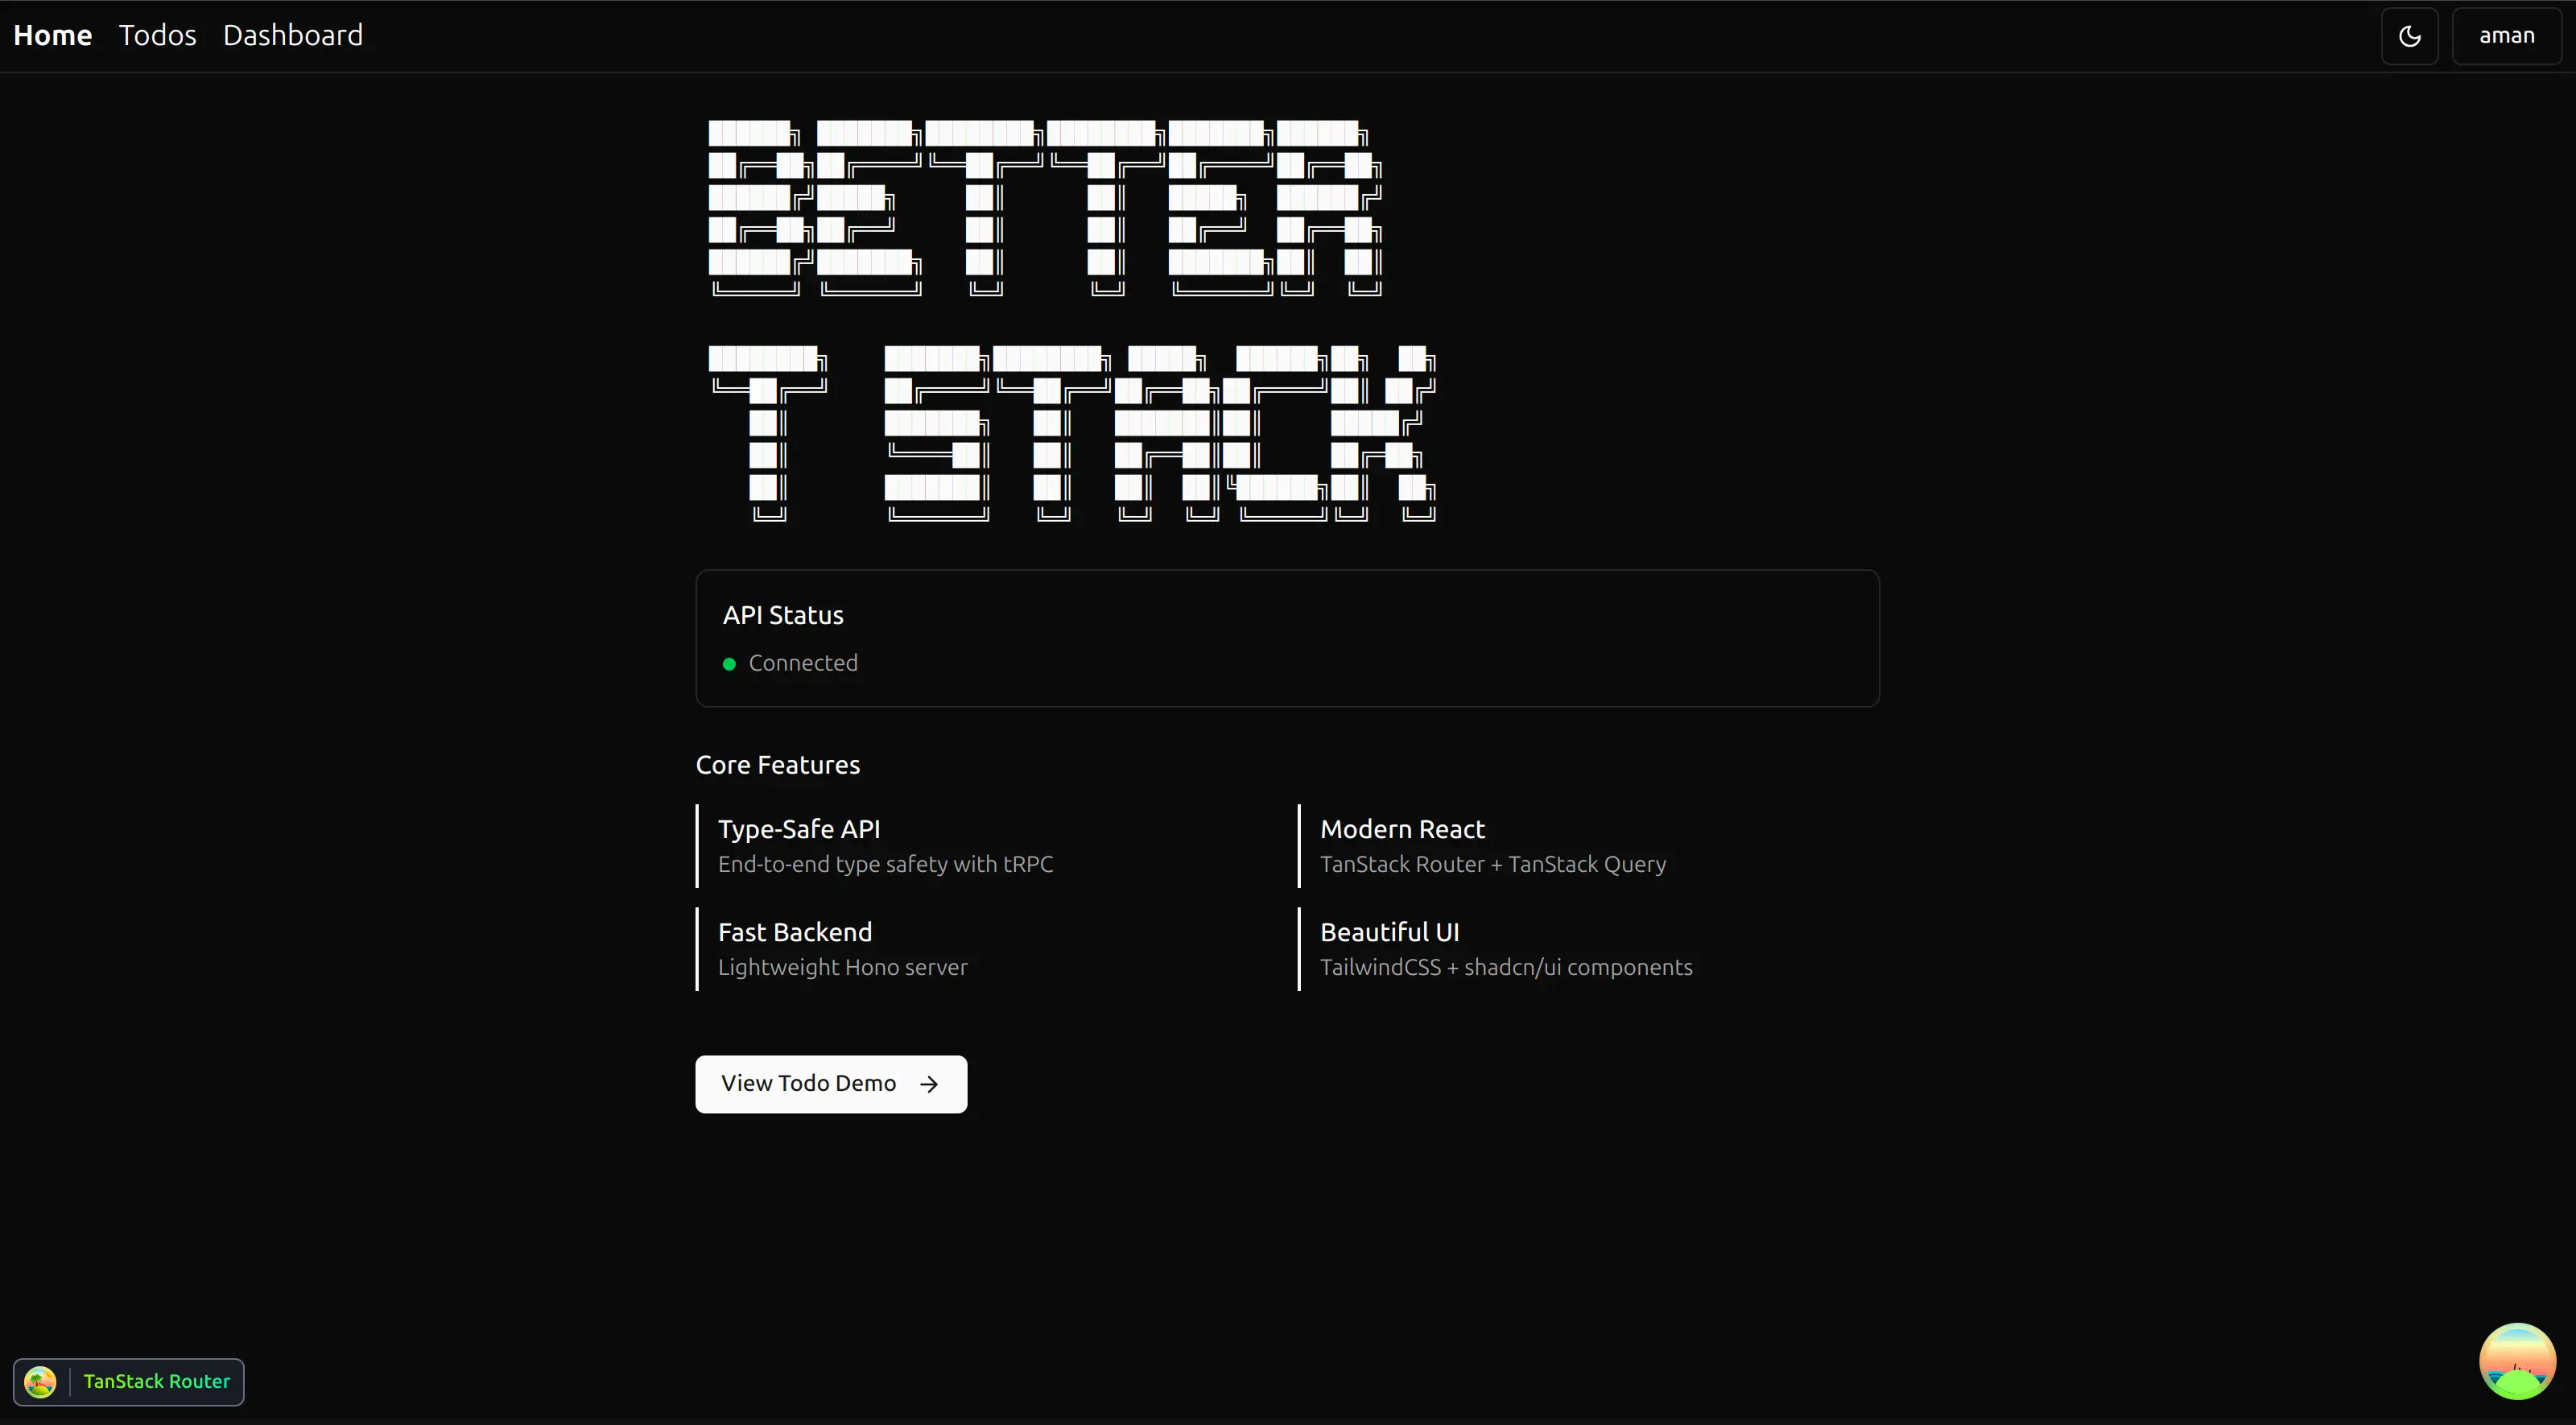 Home Todos Dashboard aman
BETTER
T STACK
API Status
Connected
Core Features
Type-Safe API
End-to-end type safety with tRPC
Modern React
TanStack Router + TanStack Query
Fast Backend
Lightweight Hono server
Beautiful UI
TailwindCSS + shadcn/ui components
View Todo Demo
TanStack Router